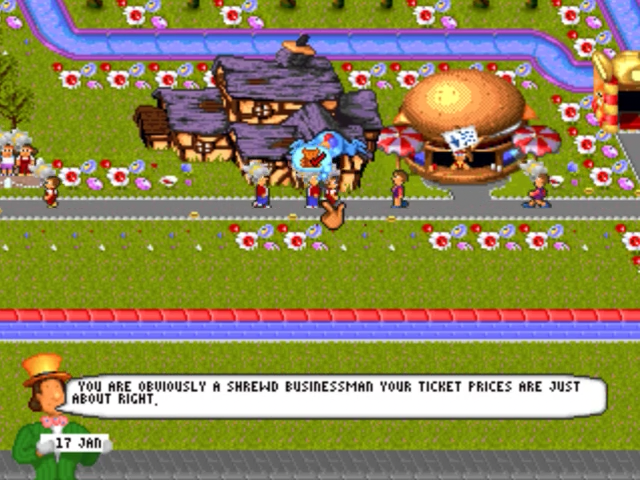 YOU ARE OBVIOUSLY A SHREWD BUSINESSMAN YOUR TICKET PRICES ARE JUST
ABOUT RIGHT.
17 JAN